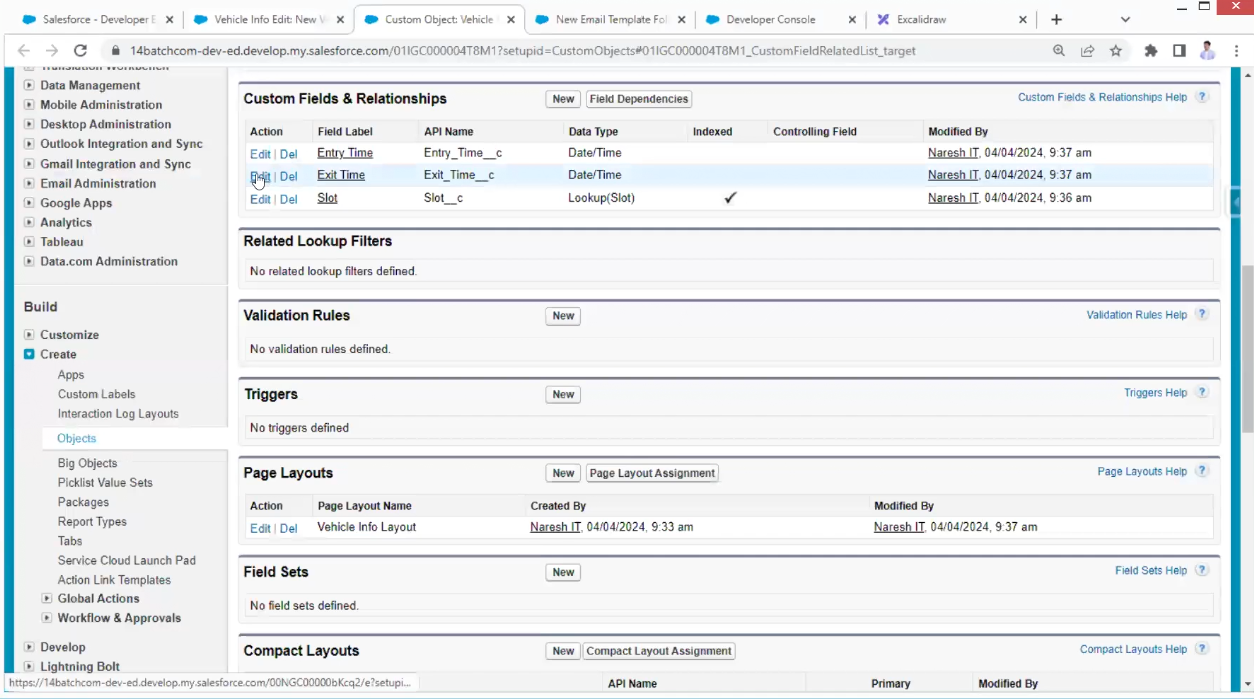 Salesforce - Developer E
Vehicle Info Edit: New V
Custom Object: Vehicle
New Email Template Fol
Developer Console
Excalidraw
14batchcom-dev-ed.develop.my.salesforce.com/01IGC000004T8M1?setupid=CustomObjects#01IGC000004T8M1_CustomFieldRelatedList_target
Translation Workbench
Data Management
Mobile Administration
Desktop Administration
Outlook Integration and Sync
Gmail Integration and Sync
Email Administration
Google Apps
Analytics
Tableau
Data.com Administration
Build
Customize
Create
Apps
Custom Labels
Interaction Log Layouts
Objects
Big Objects
Picklist Value Sets
Packages
Report Types
Tabs
Service Cloud Launch Pad
Action Link Templates
Global Actions
Workflow & Approvals
Develop
Lightning Bolt
Custom Fields & Relationships New Field Dependencies Custom Fields & Relationships Help ?
Action Field Label API Name Data Type Indexed Controlling Field Modified By
Edit | Del Entry Time Entry_Time__c Date/Time Naresh IT, 04/04/2024, 9:37 am
Edit | Del Exit Time Exit_Time__c Date/Time Naresh IT, 04/04/2024, 9:37 am
Edit | Del Slot Slot__c Lookup(Slot) ✓ Naresh IT, 04/04/2024, 9:36 am
Related Lookup Filters
No related lookup filters defined.
Validation Rules New Validation Rules Help ?
No validation rules defined.
Triggers New Triggers Help ?
No triggers defined
Page Layouts New Page Layout Assignment Page Layouts Help ?
Action Page Layout Name Created By Modified By
Edit | Del Vehicle Info Layout Naresh IT, 04/04/2024, 9:33 am Naresh IT, 04/04/2024, 9:37 am
Field Sets New Field Sets Help ?
No field sets defined.
Compact Layouts New Compact Layout Assignment Compact Layouts Help ?
API Name Primary Modified By
https://14batchcom-dev-ed.develop.my.salesforce.com/00NGC00000bKcq2/e?setupi...